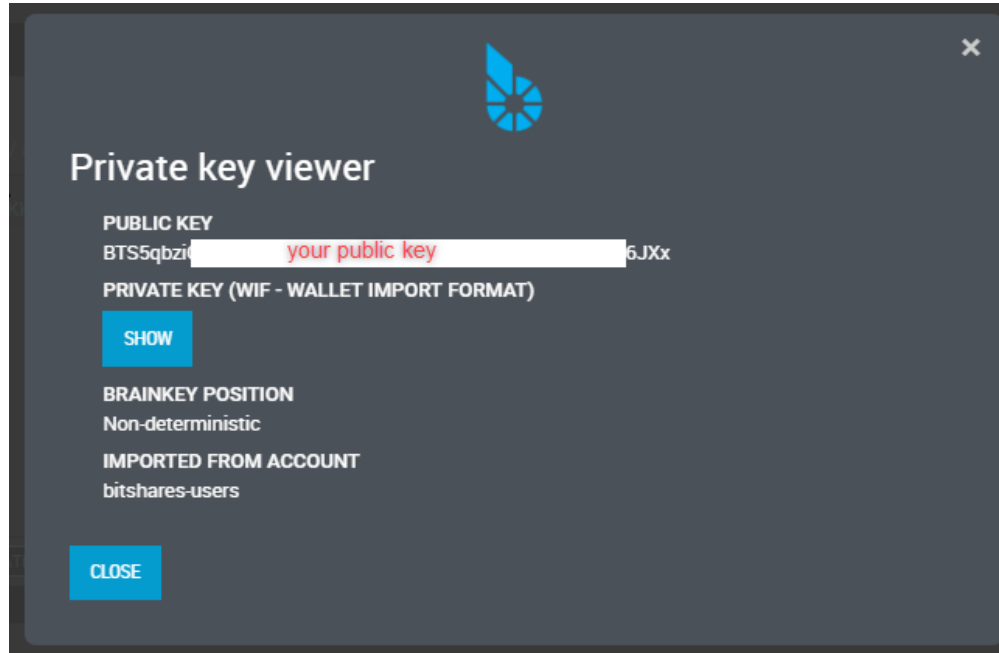 ×
Private key viewer
PUBLIC KEY
BTS5qbzi your public key 6JXx
PRIVATE KEY (WIF - WALLET IMPORT FORMAT)
SHOW
BRAINKEY POSITION
Non-deterministic
IMPORTED FROM ACCOUNT
bitshares-users
CLOSE